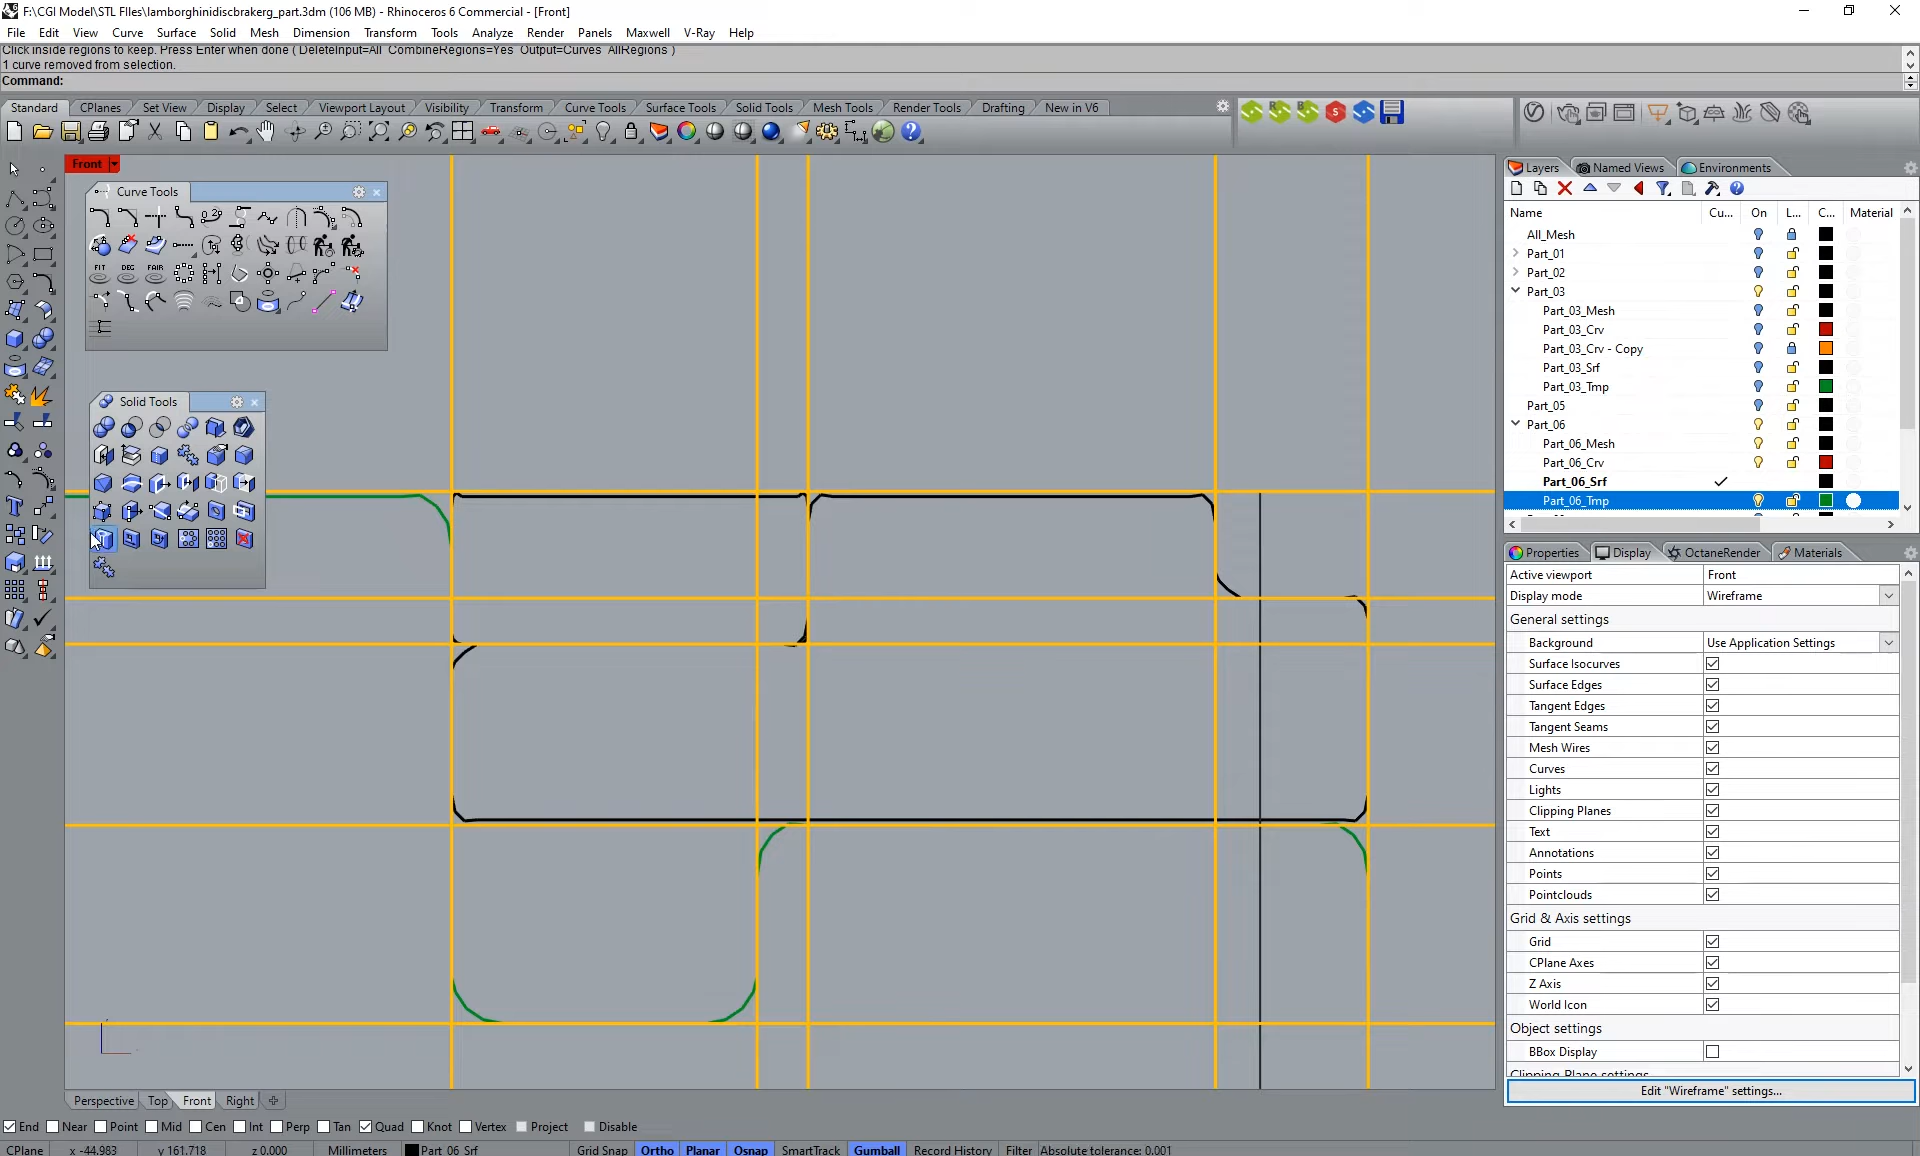 F:\CGI Model\STL FIles\lamborghinidiscbrakerg_part.3dm (106 MB) - Rhinoceros 6 Commercial - [Front]
File Edit View Curve Surface Solid Mesh Dimension Transform Tools Analyze Render Panels Maxwell V-Ray Help
Click inside regions to keep. Press Enter when done ( DeleteInput=All CombineRegions=Yes Output=Curves AllRegions )
1 curve removed from selection.
Command:
Standard CPlanes Set View Display Select Viewport Layout Visibility Transform Curve Tools Surface Tools Solid Tools Mesh Tools Render Tools Drafting New in V6
Front
Curve Tools
FIT DEG FAIR
Solid Tools
Layers Named Views Environments
Name Cu... On L... C... Material
All_Mesh
Part_01
Part_02
Part_03
Part_03_Mesh
Part_03_Crv
Part_03_Crv - Copy
Part_03_Srf
Part_03_Tmp
Part_05
Part_06
Part_06_Mesh
Part_06_Crv
Part_06_Srf
Part_06_Tmp
Properties Display OctaneRender Materials
Active viewport Front
Display mode Wireframe
General settings
Background Use Application Settings
Surface Isocurves
Surface Edges
Tangent Edges
Tangent Seams
Mesh Wires
Curves
Lights
Clipping Planes
Text
Annotations
Points
Pointclouds
Grid & Axis settings
Grid
CPlane Axes
Z Axis
World Icon
Object settings
BBox Display
Clipping Plane settings
Edit "Wireframe" settings...
Perspective Top Front Right
End Near Point Mid Cen Int Perp Tan Quad Knot Vertex Project Disable
CPlane x -44.983 y 161.718 z 0.000 Millimeters Part_06_Srf Grid Snap Ortho Planar Osnap SmartTrack Gumball Record History Filter Absolute tolerance: 0.001